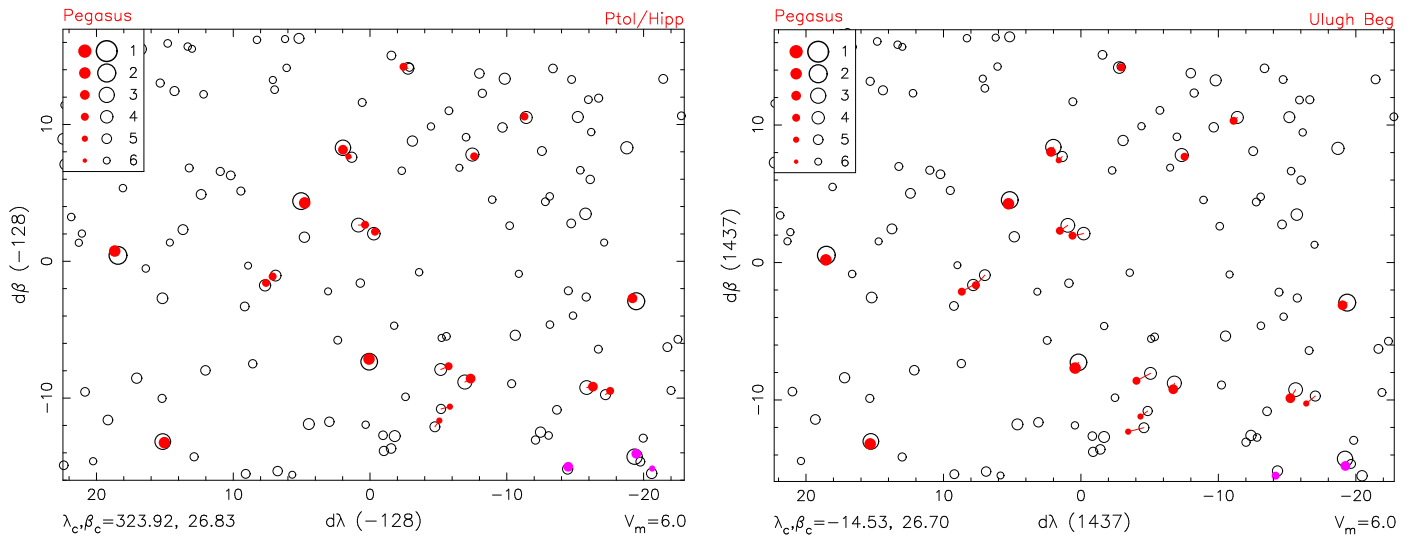 Pegasus Ptol/Hipp
1
2
3
4
5
6
10
0
-10
dβ (-128)
20 10 0 -10 -20
λc,βc=323.92, 26.83 dλ (-128) Vm=6.0
Pegasus Ulugh Beg
1
2
3
4
5
6
10
0
-10
dβ (1437)
20 10 0 -10 -20
λc,βc=-14.53, 26.70 dλ (1437) Vm=6.0